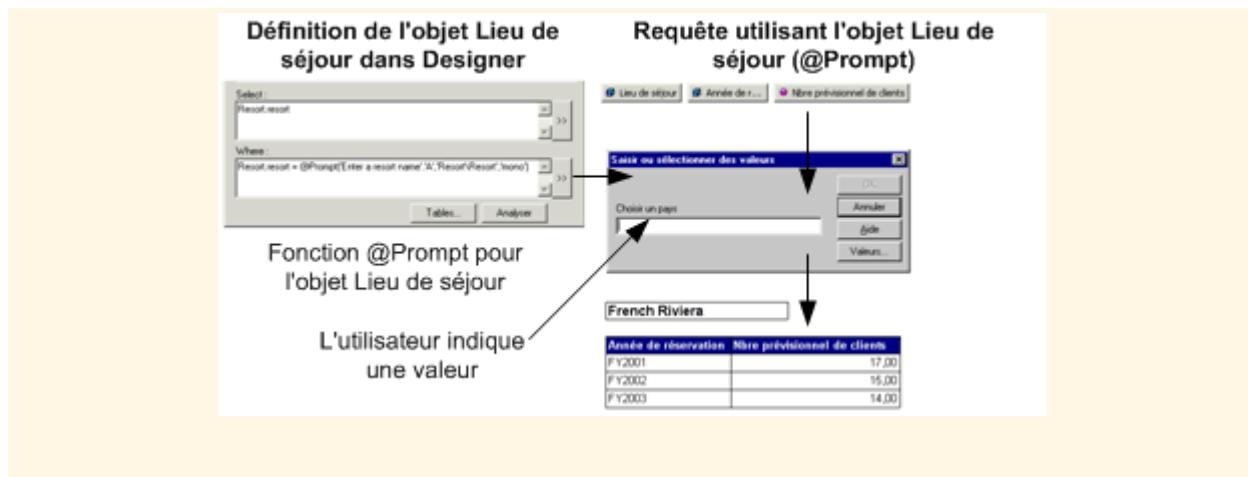 Définition de l'objet Lieu de
séjour dans Designer
Requête utilisant l'objet Lieu de
séjour (@Prompt)
Select :
Resort.resort
>>
Where :
Resort.resort = @Prompt('Enter a resort name','A','Resort\Resort','mono')
>>
Tables... Analyser
Fonction @Prompt pour
l'objet Lieu de séjour
L'utilisateur indique
une valeur
Lieu de séjour Année de r... Nbre prévisionnel de clients
Saisir ou sélectionner des valeurs
OK
Choisir un pays
Annuler
Aide
Valeurs...
French Riviera
Année de réservation Nbre prévisionnel de clients
FY2001 17,00
FY2002 15,00
FY2003 14,00